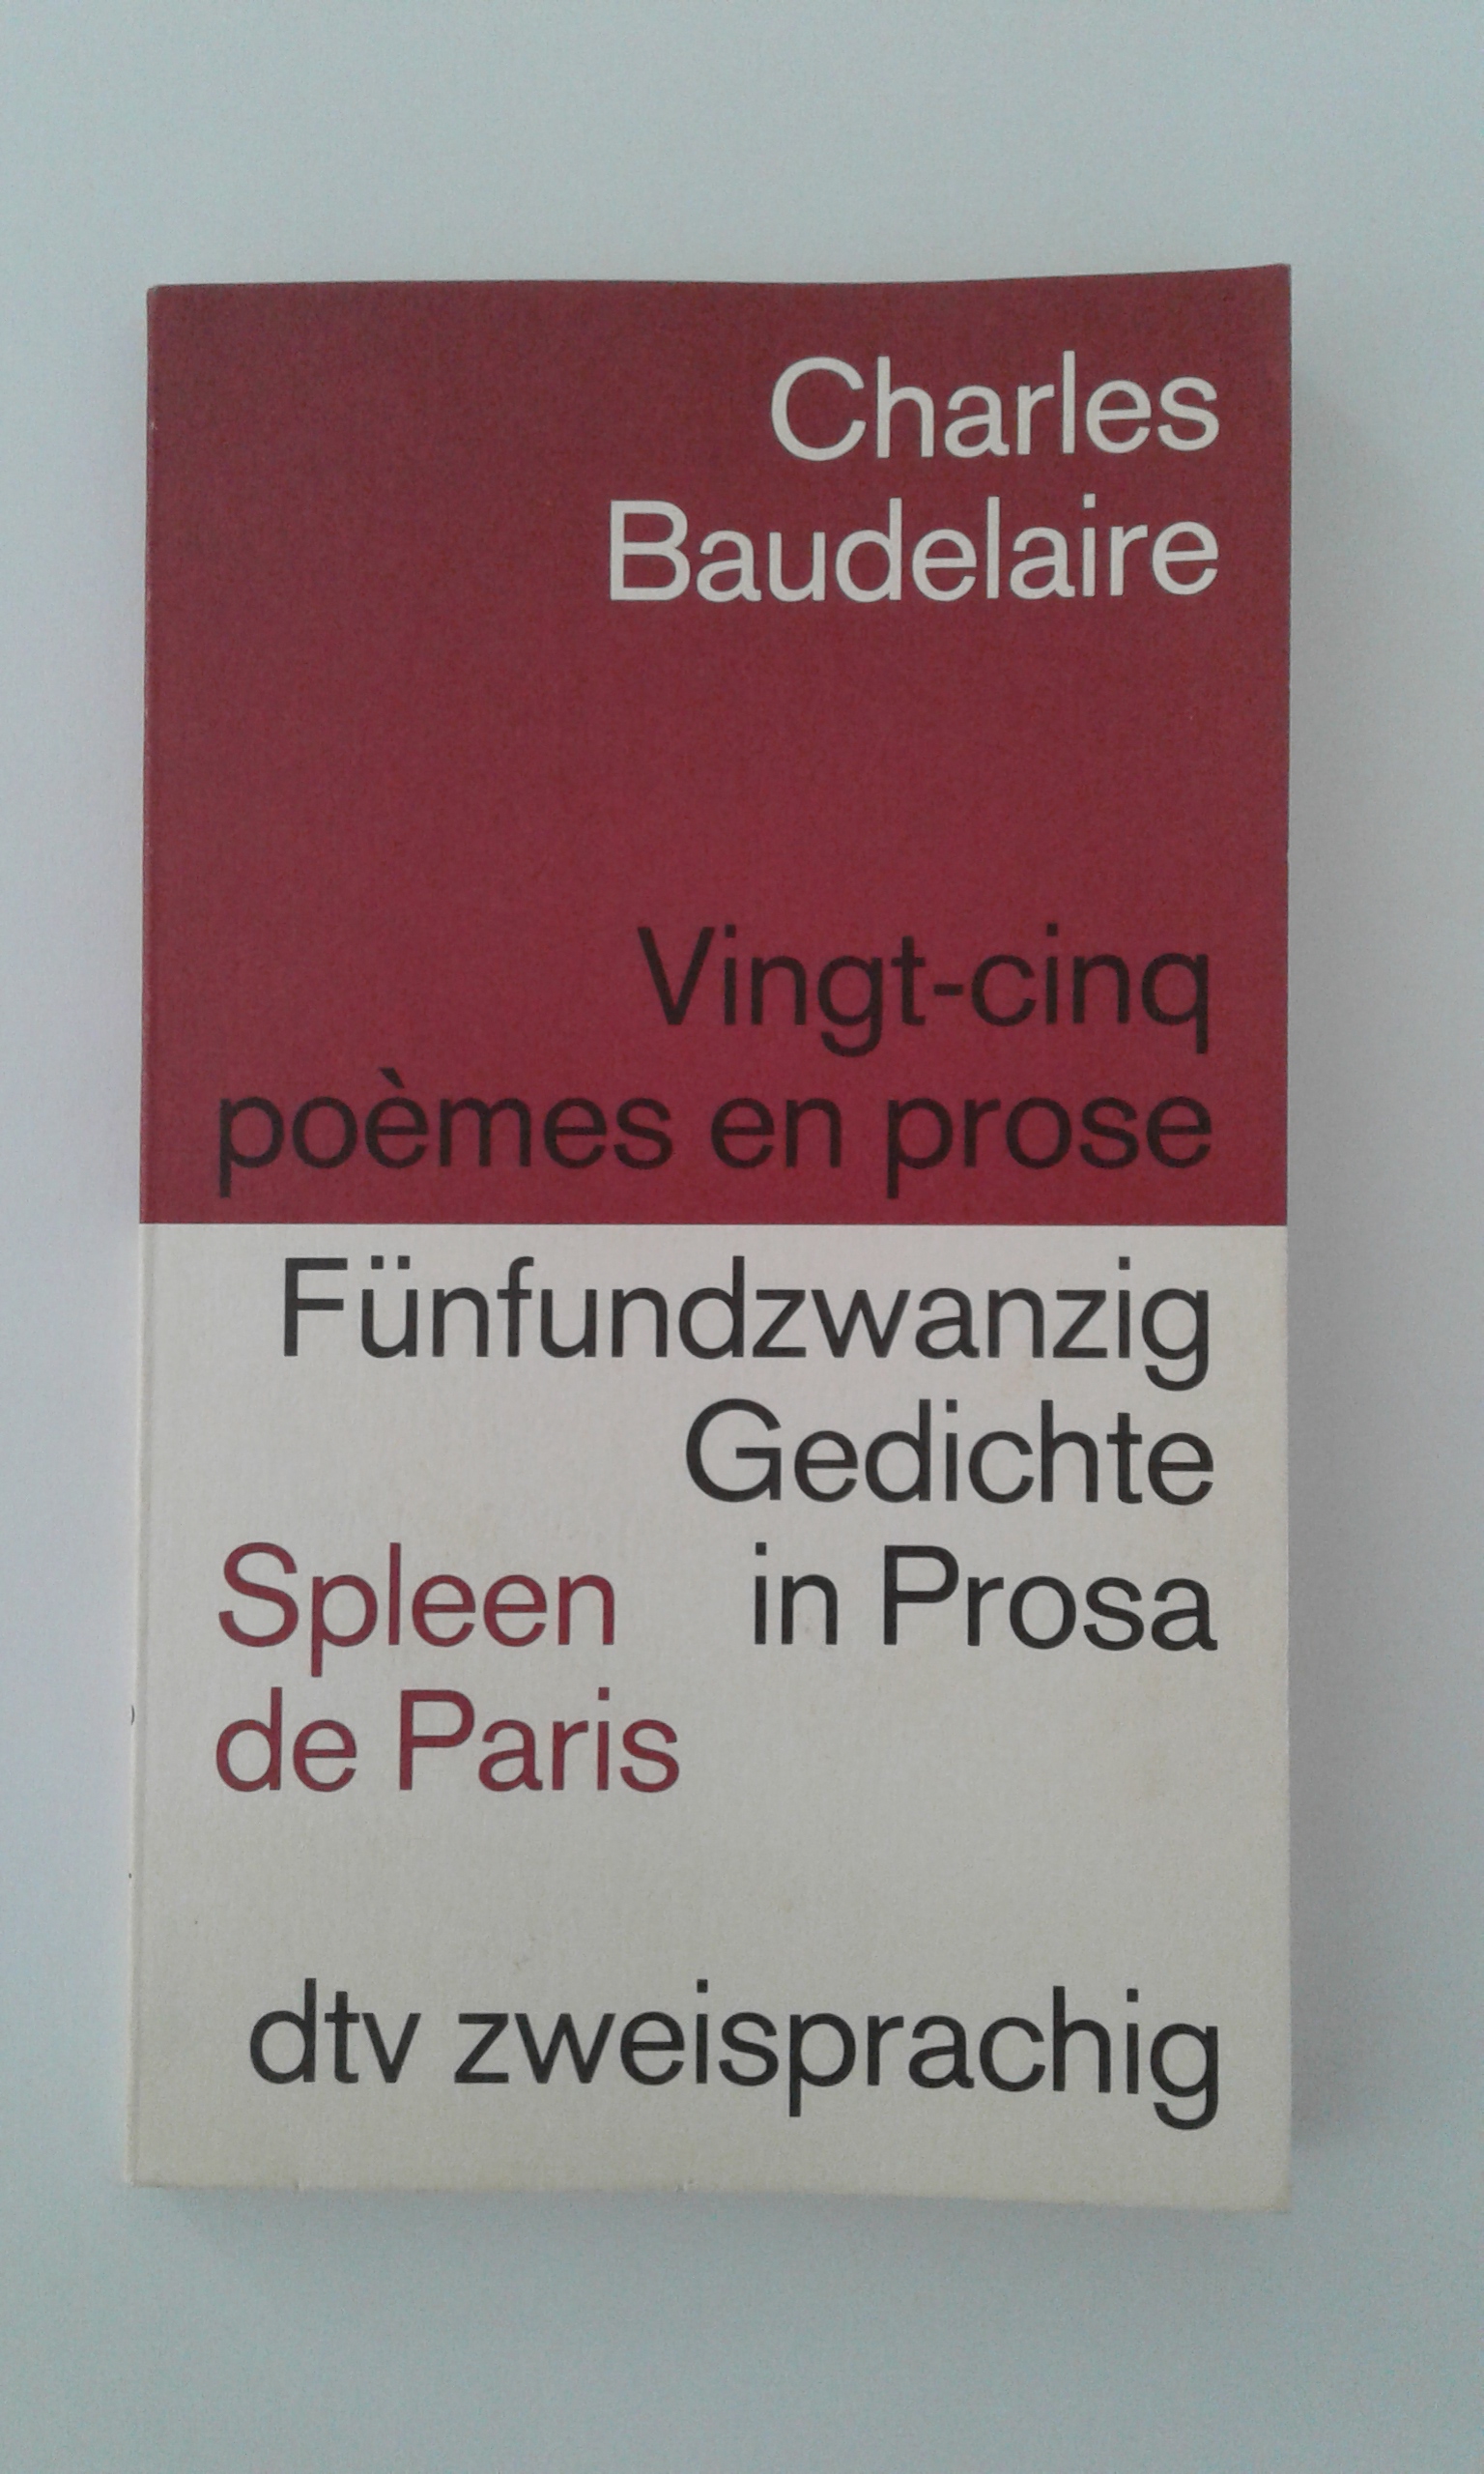 Charles
Baudelaire
Vingt-cinq
poèmes en prose
Fünfundzwanzig
Gedichte
in Prosa
Spleen
de Paris
dtv zweisprachig